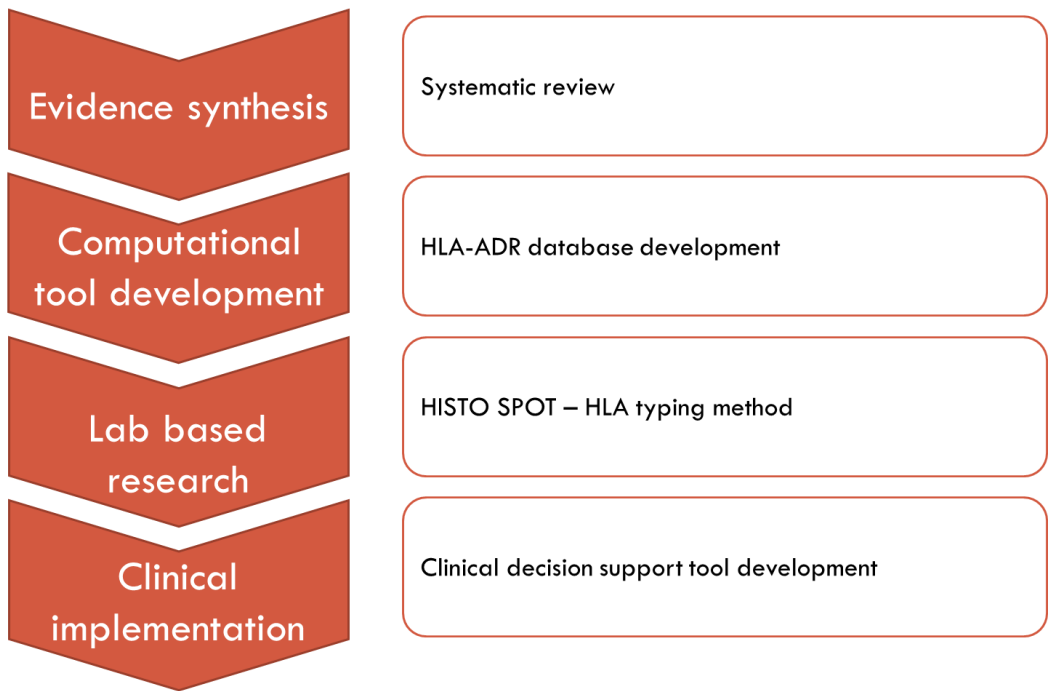 Evidence synthesis
Systematic review
Computational
tool development
HLA-ADR database development
Lab based
research
HISTO SPOT – HLA typing method
Clinical
implementation
Clinical decision support tool development